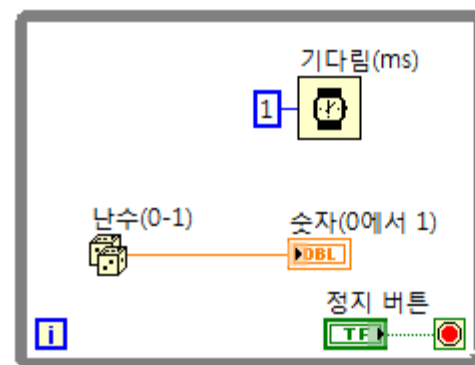 기다림(ms)
1
난수(0-1)
숫자(0에서 1)
DBL
정지 버튼
i
TF